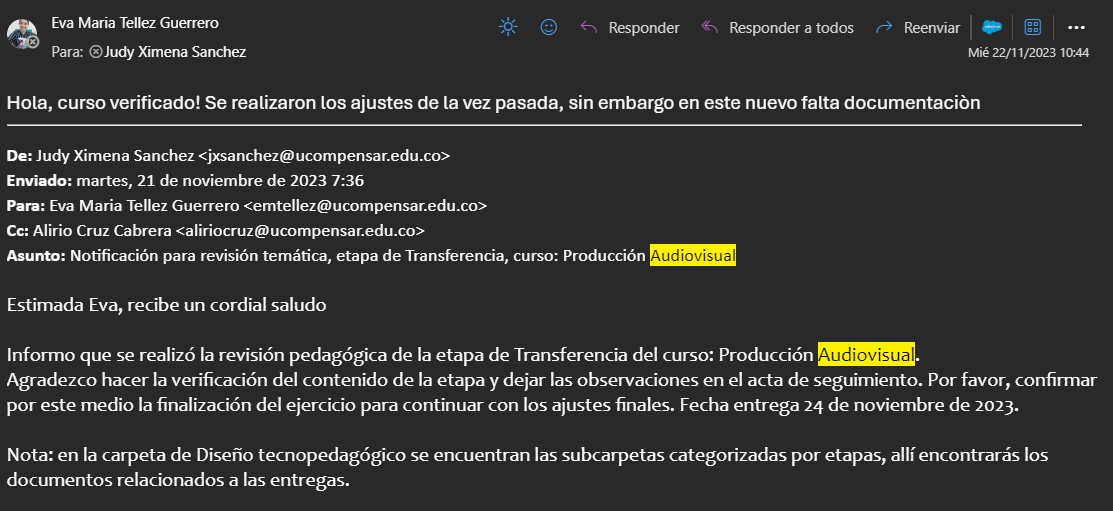 Eva Maria Tellez Guerrero
Responder
Responder a todos
Reenviar
Para: Judy Ximena Sanchez
Mié 22/11/2023 10:44
Hola, curso verificado! Se realizaron los ajustes de la vez pasada, sin embargo en este nuevo falta documentaciòn
De: Judy Ximena Sanchez <jxsanchez@ucompensar.edu.co>
Enviado: martes, 21 de noviembre de 2023 7:36
Para: Eva Maria Tellez Guerrero <emtellez@ucompensar.edu.co>
Cc: Alirio Cruz Cabrera <aliriocruz@ucompensar.edu.co>
Asunto: Notificación para revisión temática, etapa de Transferencia, curso: Producción Audiovisual
Estimada Eva, recibe un cordial saludo
Informo que se realizó la revisión pedagógica de la etapa de Transferencia del curso: Producción Audiovisual.
Agradezco hacer la verificación del contenido de la etapa y dejar las observaciones en el acta de seguimiento. Por favor, confirmar
por este medio la finalización del ejercicio para continuar con los ajustes finales. Fecha entrega 24 de noviembre de 2023.
Nota: en la carpeta de Diseño tecnopedagógico se encuentran las subcarpetas categorizadas por etapas, allí encontrarás los
documentos relacionados a las entregas.